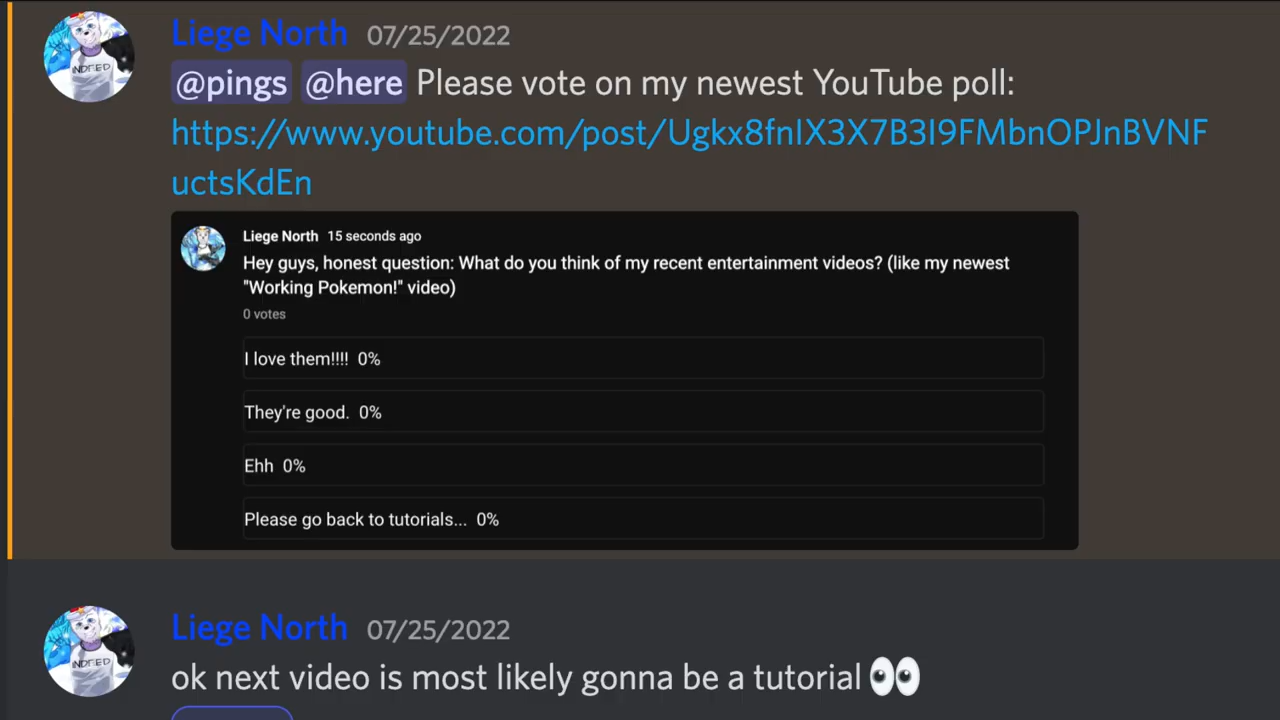 Liege North 07/25/2022
@pings @here Please vote on my newest YouTube poll:
https://www.youtube.com/post/Ugkx8fnIX3X7B3I9FMbnOPJnBVNF
uctsKdEn
Liege North 15 seconds ago
Hey guys, honest question: What do you think of my recent entertainment videos? (like my newest
"Working Pokemon!" video)
0 votes
I love them!!!! 0%
They're good. 0%
Ehh 0%
Please go back to tutorials... 0%
Liege North 07/25/2022
ok next video is most likely gonna be a tutorial 👀